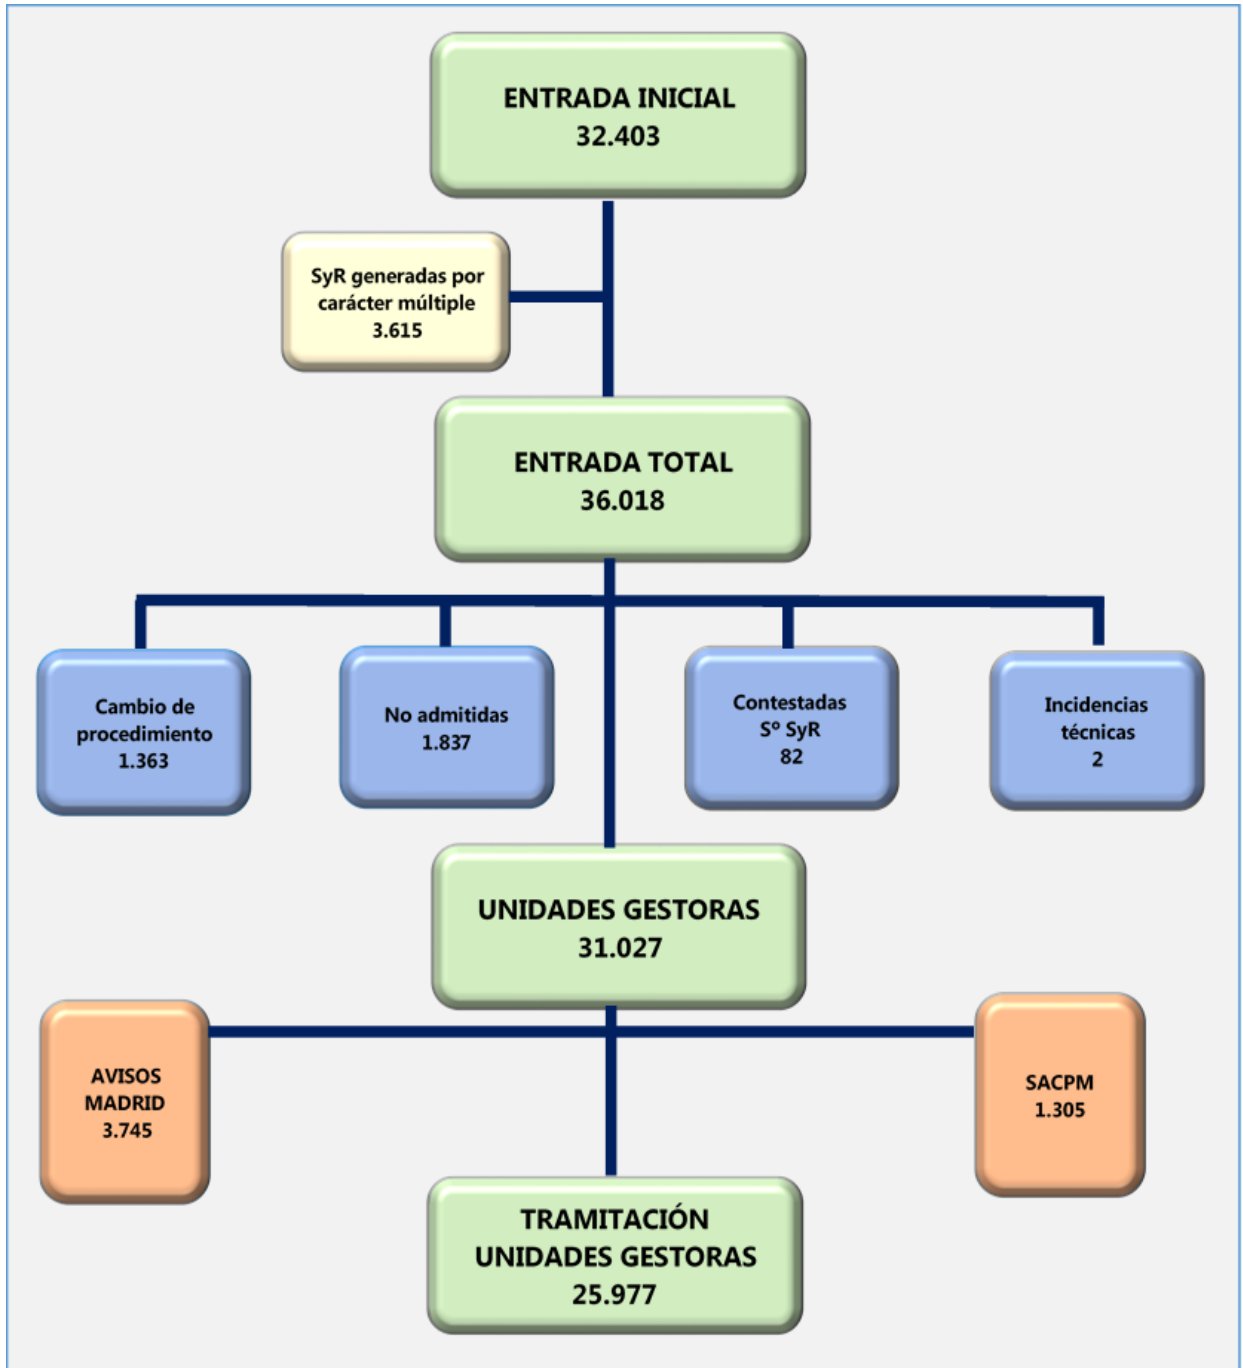 ENTRADA INICIAL
32.403
SyR generadas por
carácter múltiple
3.615
ENTRADA TOTAL
36.018
Cambio de
procedimiento
1.363
No admitidas
1.837
Contestadas
Sº SyR
82
Incidencias
técnicas
2
UNIDADES GESTORAS
31.027
AVISOS
MADRID
3.745
SACPM
1.305
TRAMITACIÓN
UNIDADES GESTORAS
25.977